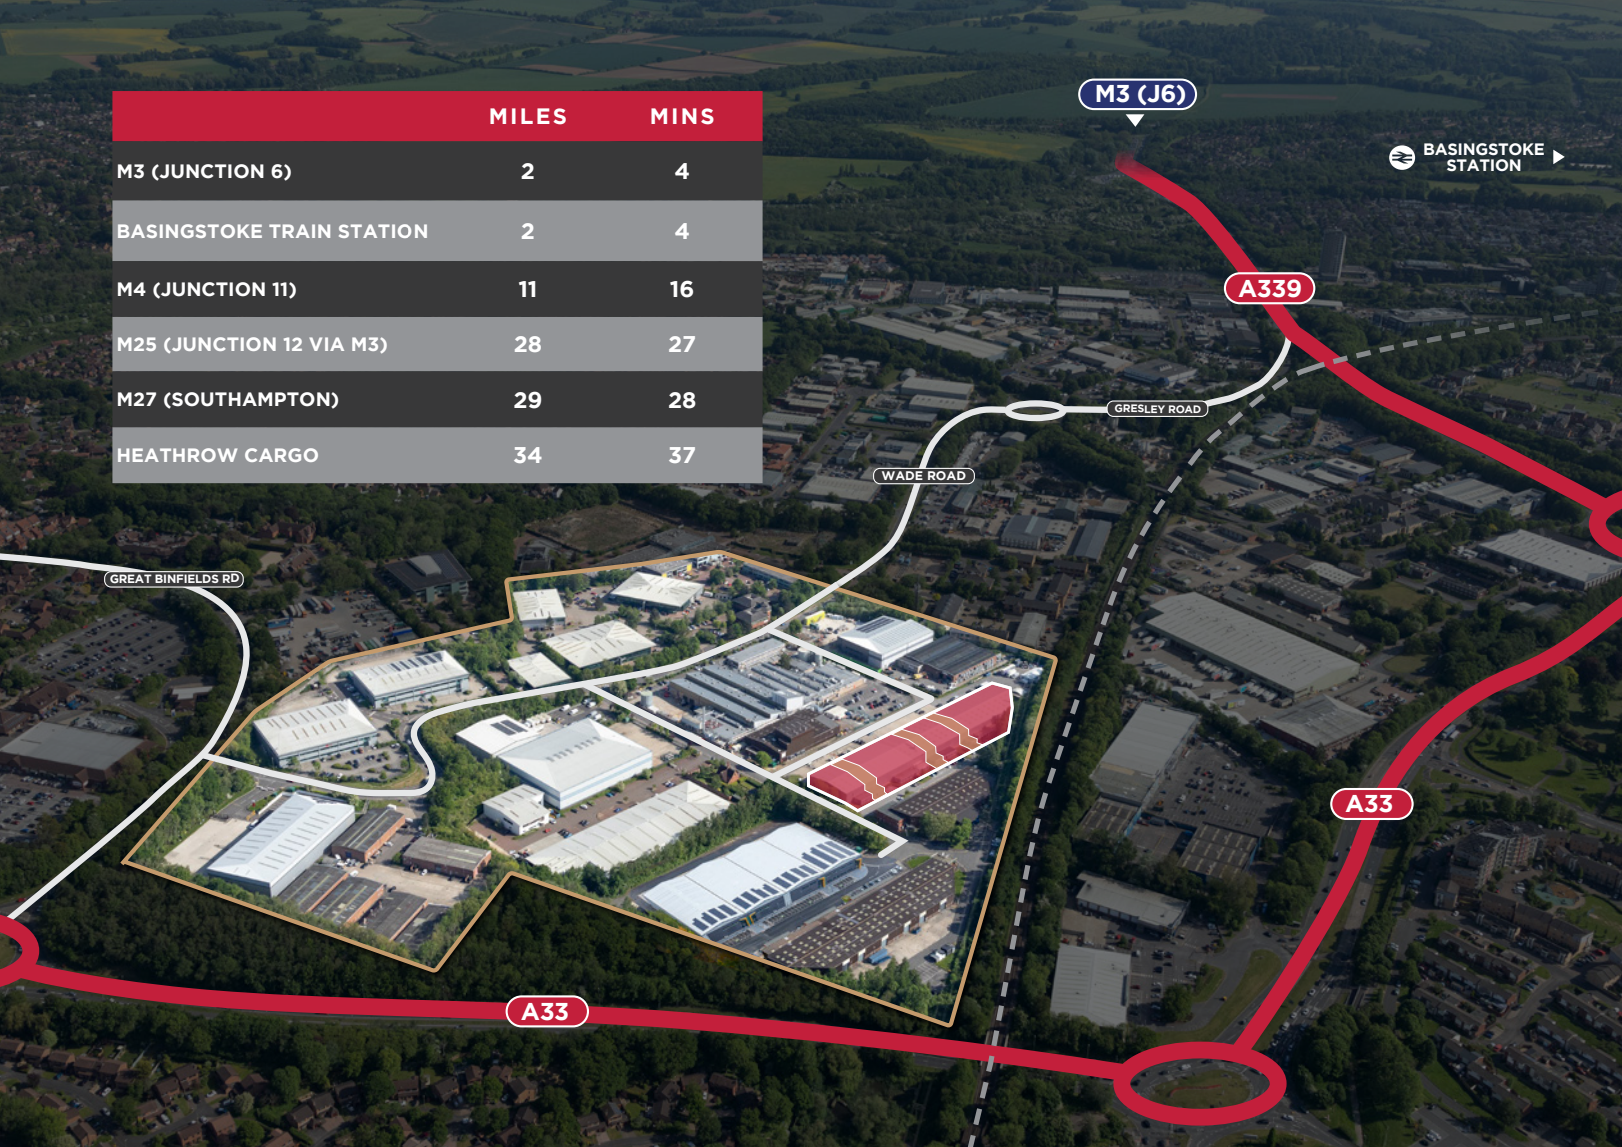 MILES MINS
M3 (JUNCTION 6) 2 4
BASINGSTOKE TRAIN STATION 2 4
M4 (JUNCTION 11) 11 16
M25 (JUNCTION 12 VIA M3) 28 27
M27 (SOUTHAMPTON) 29 28
HEATHROW CARGO 34 37
M3 (J6)
BASINGSTOKE
STATION
A339
GRESLEY ROAD
WADE ROAD
GREAT BINFIELDS RD
A33
A33